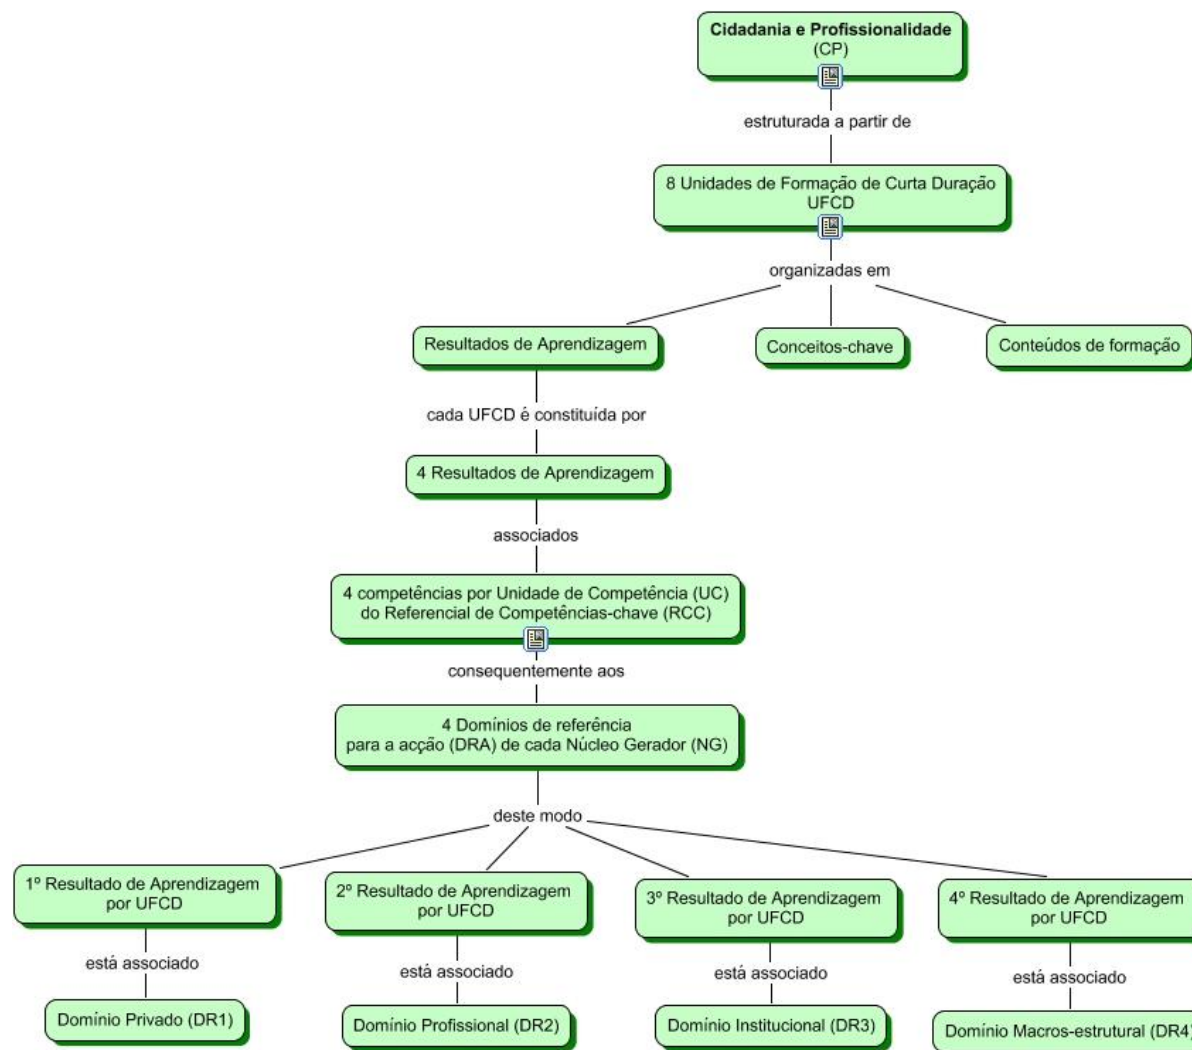 Cidadania e Profissionalidade
(CP)
estruturada a partir de
8 Unidades de Formação de Curta Duração
UFCD
organizadas em
Resultados de Aprendizagem
Conceitos-chave
Conteúdos de formação
cada UFCD é constituída por
4 Resultados de Aprendizagem
associados
4 competências por Unidade de Competência (UC)
do Referencial de Competências-chave (RCC)
consequentemente aos
4 Domínios de referência
para a acção (DRA) de cada Núcleo Gerador (NG)
deste modo
1º Resultado de Aprendizagem
por UFCD
2º Resultado de Aprendizagem
por UFCD
3º Resultado de Aprendizagem
por UFCD
4º Resultado de Aprendizagem
por UFCD
está associado
está associado
está associado
está associado
Domínio Privado (DR1)
Domínio Profissional (DR2)
Domínio Institucional (DR3)
Domínio Macros-estrutural (DR4)